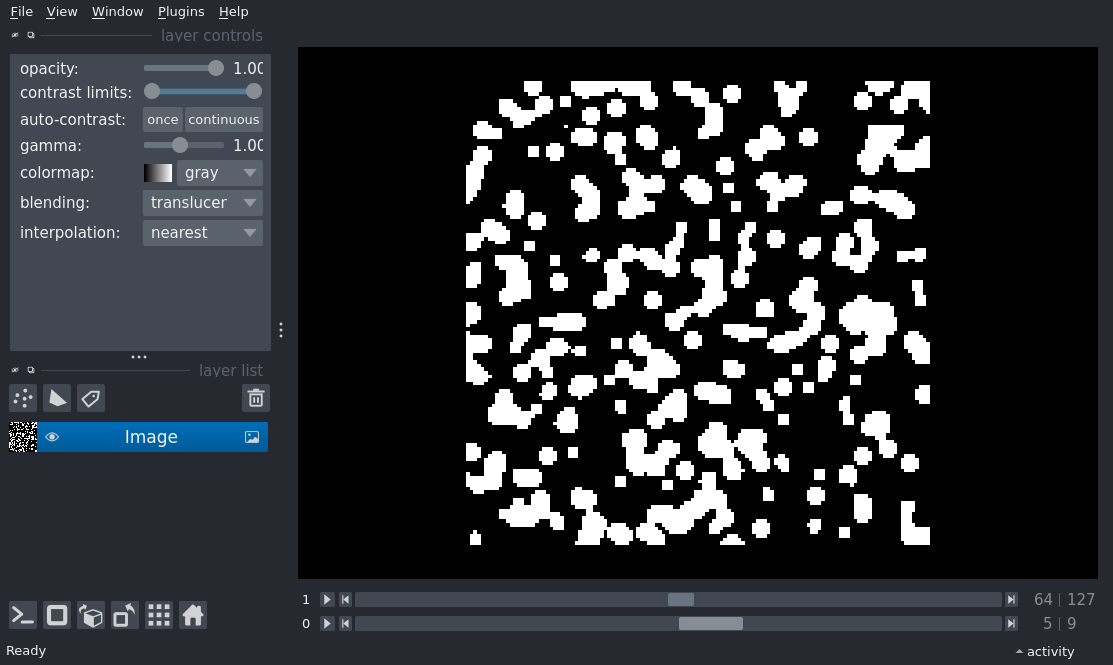 File View Window Plugins Help
layer controls
opacity: 1.00
contrast limits:
auto-contrast: once continuous
gamma: 1.00
colormap: gray
blending: translucer
interpolation: nearest
layer list
Image
1 64 | 127
0 5 | 9
Ready activity